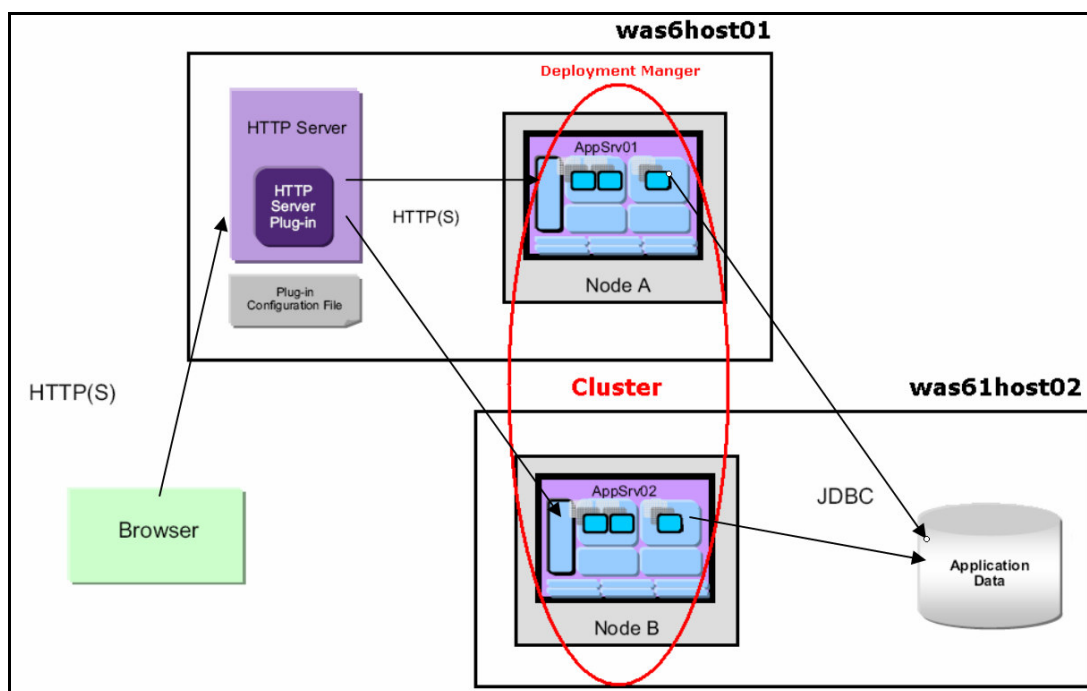 was6host01
Deployment Manger
HTTP Server
HTTP
Server
Plug-in
Plug-in
Configuration File
HTTP(S)
AppSrv01
Node A
HTTP(S)
Cluster
was61host02
Browser
AppSrv02
Node B
JDBC
Application
Data